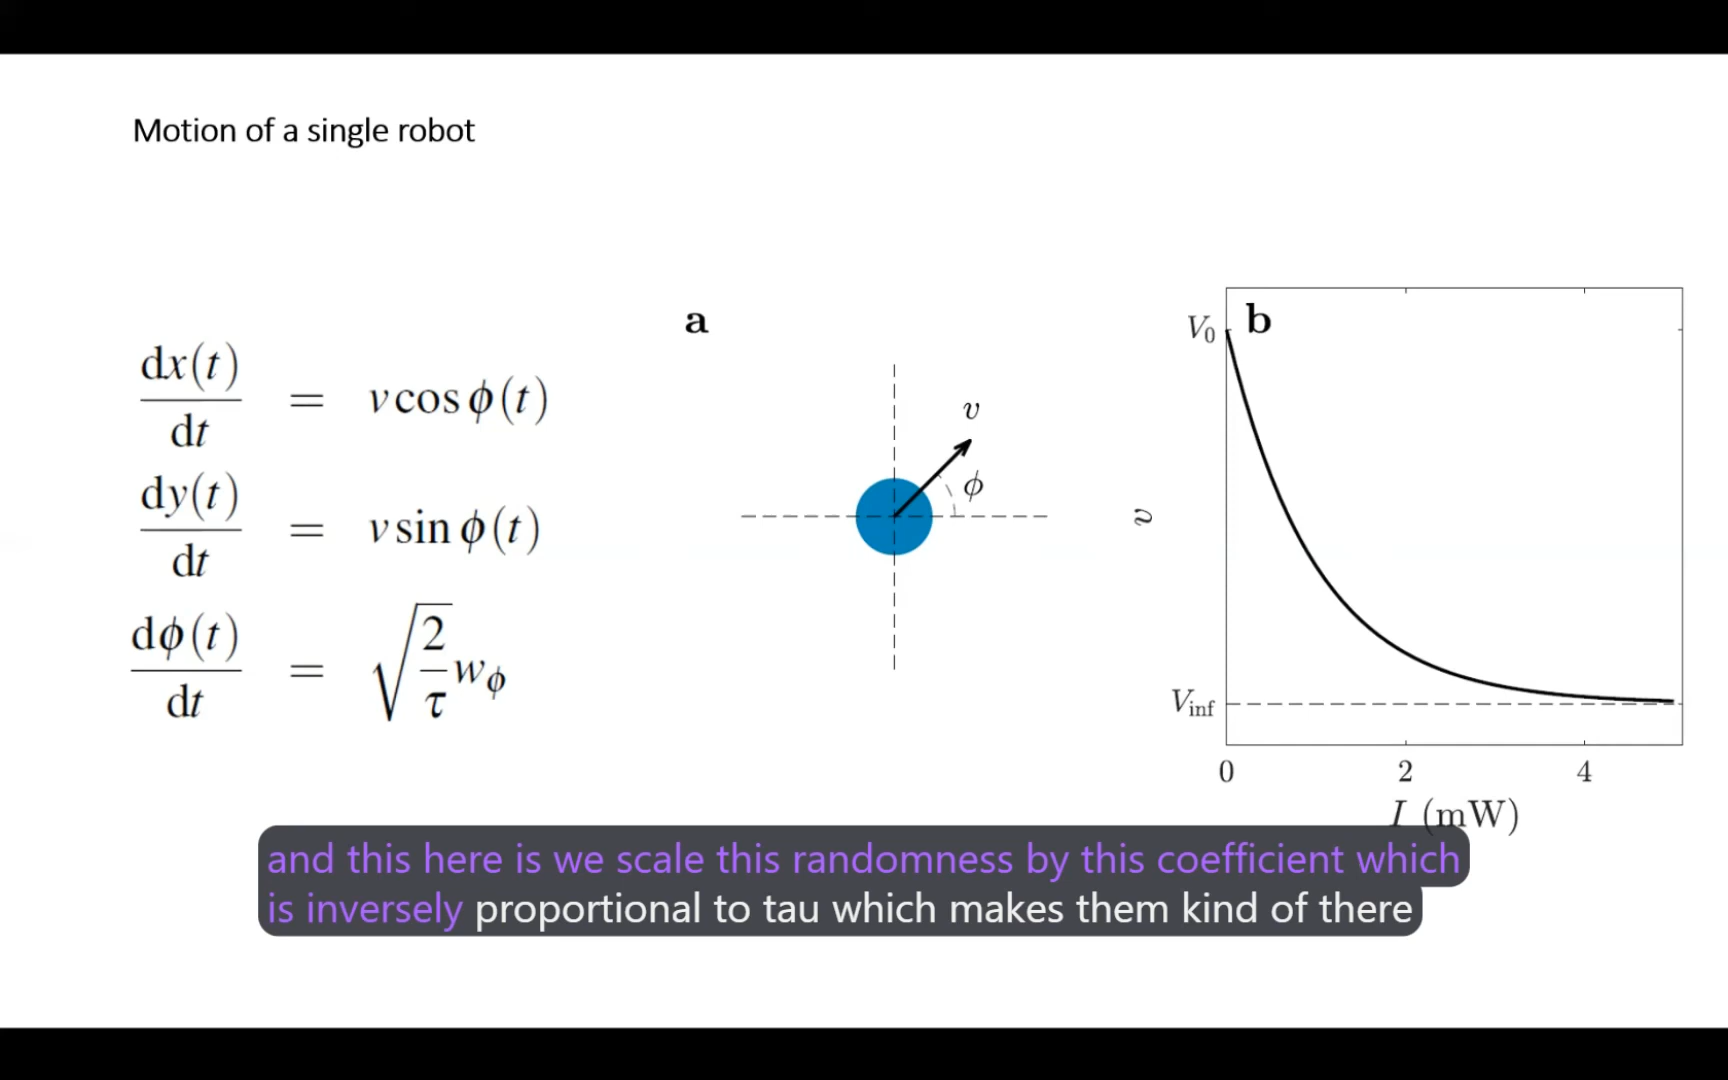 Motion of a single robot
dx(t)/dt = v cos ϕ(t)
dy(t)/dt = v sin ϕ(t)
dϕ(t)/dt = √(2/τ) w_ϕ
a
v
ϕ
b
V_0
v
V_inf
0 2 4
I (mW)
and this here is we scale this randomness by this coefficient which
is inversely proportional to tau which makes them kind of there